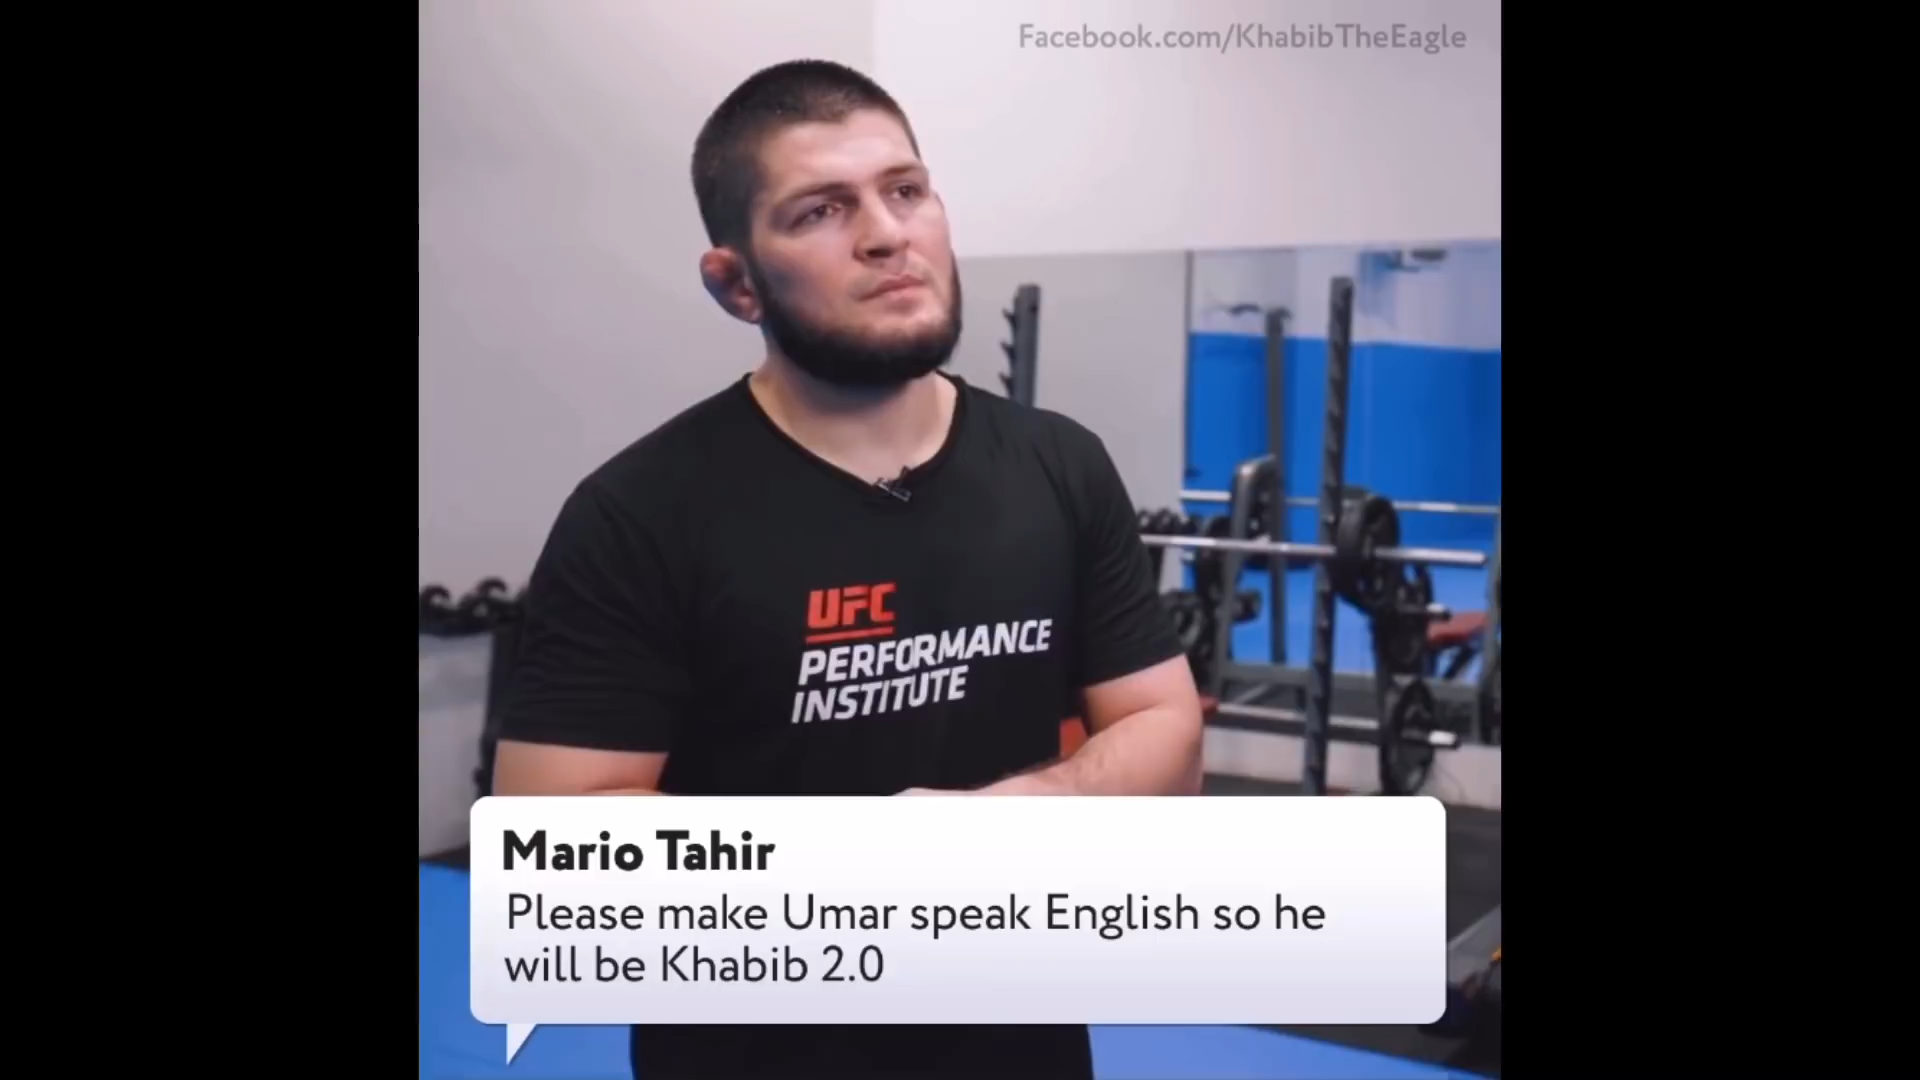 Facebook.com/KhabibTheEagle
UFC
PERFORMANCE
INSTITUTE
Mario Tahir
Please make Umar speak English so he
will be Khabib 2.0